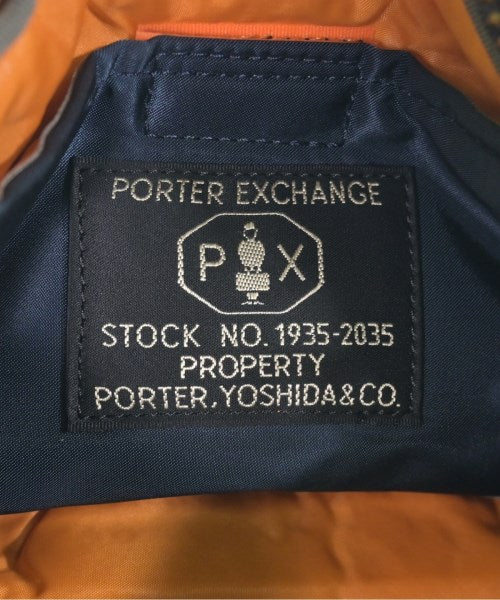 PORTER EXCHANGE
P X
STOCK NO. 1935-2035
PROPERTY
PORTER, YOSHIDA & CO.